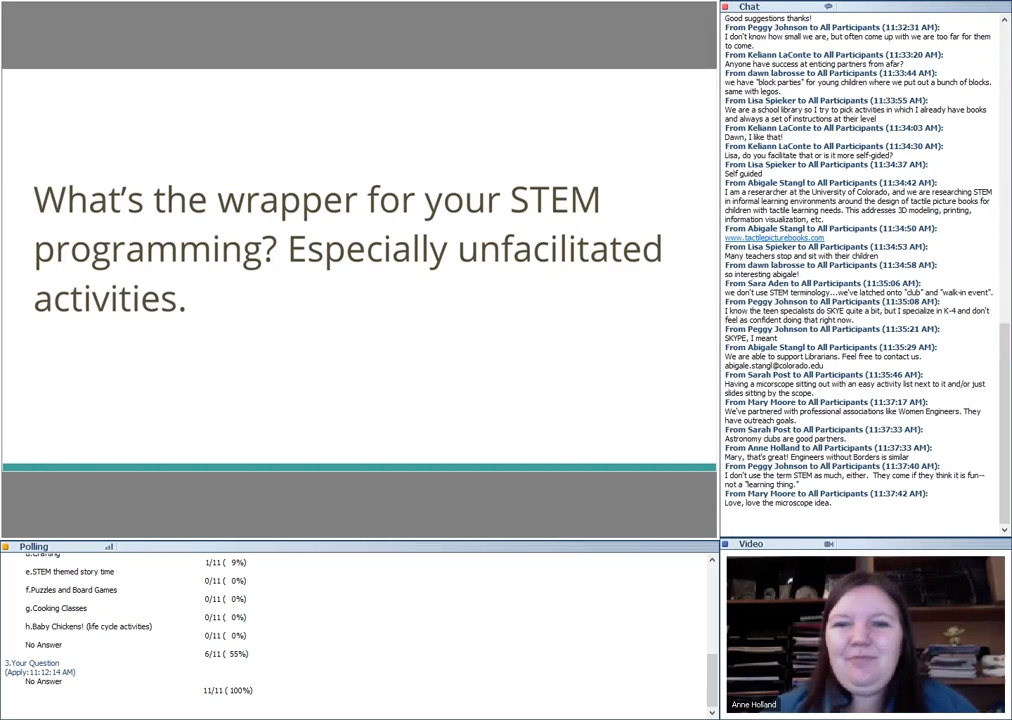 What's the wrapper for your STEM
programming? Especially unfacilitated
activities.
Chat
Good suggestions thanks!
From Peggy Johnson to All Participants (11:32:31 AM):
I don't know how small we are, but often come up with we are too far for them
to come.
From Keliann LaConte to All Participants (11:33:20 AM):
Anyone have success at enticing partners from afar?
From dawn labrosse to All Participants (11:33:44 AM):
we have "block parties" for young children where we put out a bunch of blocks.
same with legos.
From Lisa Spieker to All Participants (11:33:55 AM):
We are a school library so I try to pick activities in which I already have books
and always a set of instructions at their level
From Keliann LaConte to All Participants (11:34:03 AM):
Dawn, I like that!
From Keliann LaConte to All Participants (11:34:30 AM):
Lisa, do you facilitate that or is it more self-gided?
From Lisa Spieker to All Participants (11:34:37 AM):
Self guided
From Abigale Stangl to All Participants (11:34:42 AM):
I am a reserarcher at the University of Colorado, and we are researching STEM
in informal learning environments around the design of tactile picture books for
children with tactile learning needs. This addresses 3D modeling, printing,
information visualization, etc.
From Abigale Stangl to All Participants (11:34:50 AM):
www.tactilepicturebooks.com
From Lisa Spieker to All Participants (11:34:53 AM):
Many teachers stop and sit with their children
From dawn labrosse to All Participants (11:34:58 AM):
so interesting abigale!
From Sara Aden to All Participants (11:35:06 AM):
we don't use STEM terminology...we've latched onto "club" and "walk-in event".
From Peggy Johnson to All Participants (11:35:08 AM):
I know the teen specialists do SKYE quite a bit, but I specialize in K-4 and don't
feel as confident doing that right now.
From Peggy Johnson to All Participants (11:35:21 AM):
SKYPE, I meant
From Abigale Stangl to All Participants (11:35:29 AM):
We are able to support Librarians. Feel free to contact us.
abigale.stangl@colorado.edu
From Sarah Post to All Participants (11:35:46 AM):
Having a micorscope sitting out with an easy activity list next to it and/or just
slides sitting by the scope.
From Mary Moore to All Participants (11:37:17 AM):
We've partnered with professional associations like Women Engineers. They
have outreach goals.
From Sarah Post to All Participants (11:37:33 AM):
Astronomy clubs are good partners.
From Anne Holland to All Participants (11:37:33 AM):
Mary, that's great! Engineers without Borders is similar
From Peggy Johnson to All Participants (11:37:40 AM):
I don't use the term STEM as much, either. They come if they think it is fun--
not a "learning thing."
From Mary Moore to All Participants (11:37:42 AM):
Love, love the microscope idea.
Polling
d.Crafting
1/11 ( 9%)
e.STEM themed story time
0/11 ( 0%)
f.Puzzles and Board Games
0/11 ( 0%)
g.Cooking Classes
0/11 ( 0%)
h.Baby Chickens! (life cycle activities)
0/11 ( 0%)
No Answer
6/11 ( 55%)
3.Your Question
(Apply:11:12:14 AM)
No Answer
11/11 ( 100%)
Video
Anne Holland